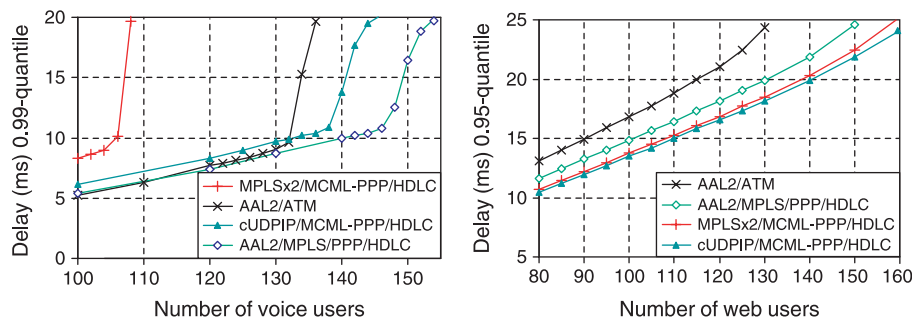 Delay (ms) 0.99-quantile
20
15
10
5
0
100
110
120
130
140
150
MPLSx2/MCML-PPP/HDLC
AAL2/ATM
cUDPIP/MCML-PPP/HDLC
AAL2/MPLS/PPP/HDLC
Number of voice users
Delay (ms) 0.95-quantile
25
20
15
10
5
80
90
100
110
120
130
140
150
160
AAL2/ATM
AAL2/MPLS/PPP/HDLC
MPLSx2/MCML-PPP/HDLC
cUDPIP/MCML-PPP/HDLC
Number of web users